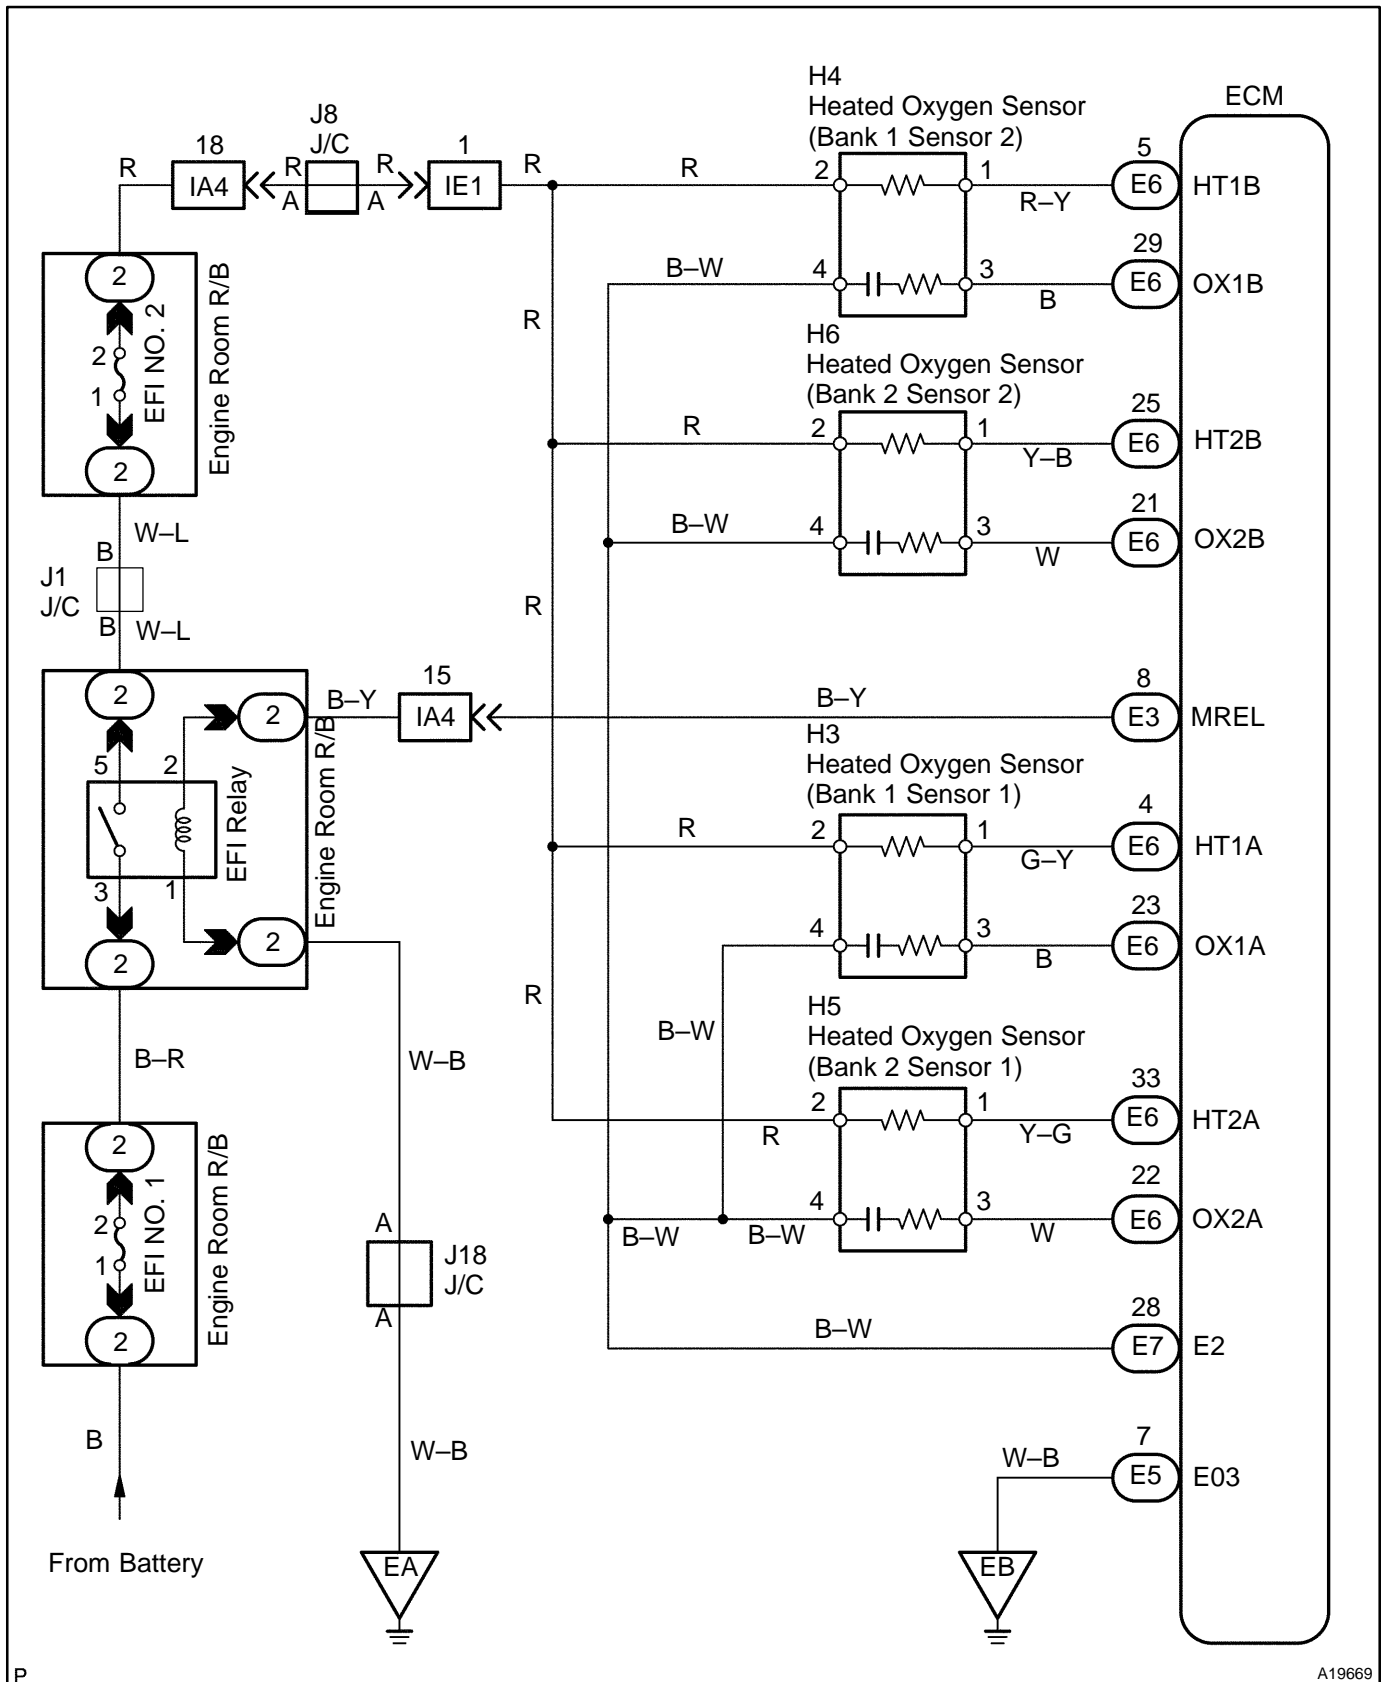 H4
Heated Oxygen Sensor
(Bank 1 Sensor 2)
ECM
J8
J/C
18
1
5
R
IA4
R
R
A
A
IE1
R
R
2
1
R–Y
E6
HT1B
29
B–W
4
3
B
E6
OX1B
2
2
1
2
EFI NO. 2
Engine Room R/B
R
H6
Heated Oxygen Sensor
(Bank 2 Sensor 2)
25
R
2
1
Y–B
E6
HT2B
21
B–W
4
3
W
E6
OX2B
W–L
B
J1
J/C
B
W–L
R
15
8
2
2
B–Y
IA4
B–Y
E3
MREL
5
2
3
1
EFI Relay
Engine Room R/B
2
2
H3
Heated Oxygen Sensor
(Bank 1 Sensor 1)
4
R
2
1
G–Y
E6
HT1A
23
4
3
B
E6
OX1A
R
B–W
H5
Heated Oxygen Sensor
(Bank 2 Sensor 1)
B–R
W–B
33
2
1
R
Y–G
E6
HT2A
22
4
3
B–W
B–W
W
E6
OX2A
2
2
1
2
EFI NO. 1
Engine Room R/B
A
J18
J/C
A
28
B–W
E7
E2
B
W–B
7
W–B
E5
E03
From Battery
EA
EB
P
A19669